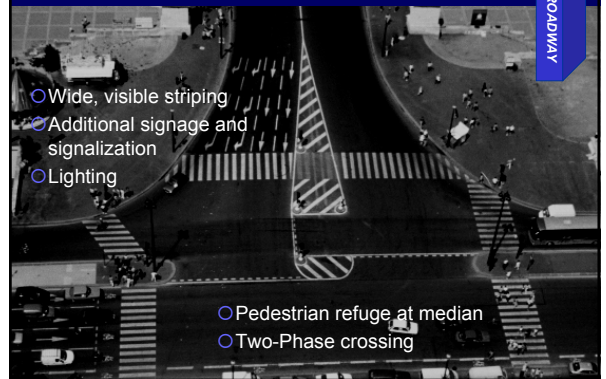 ROADWAY
Wide, visible striping
Additional signage and
signalization
Lighting
Pedestrian refuge at median
Two-Phase crossing